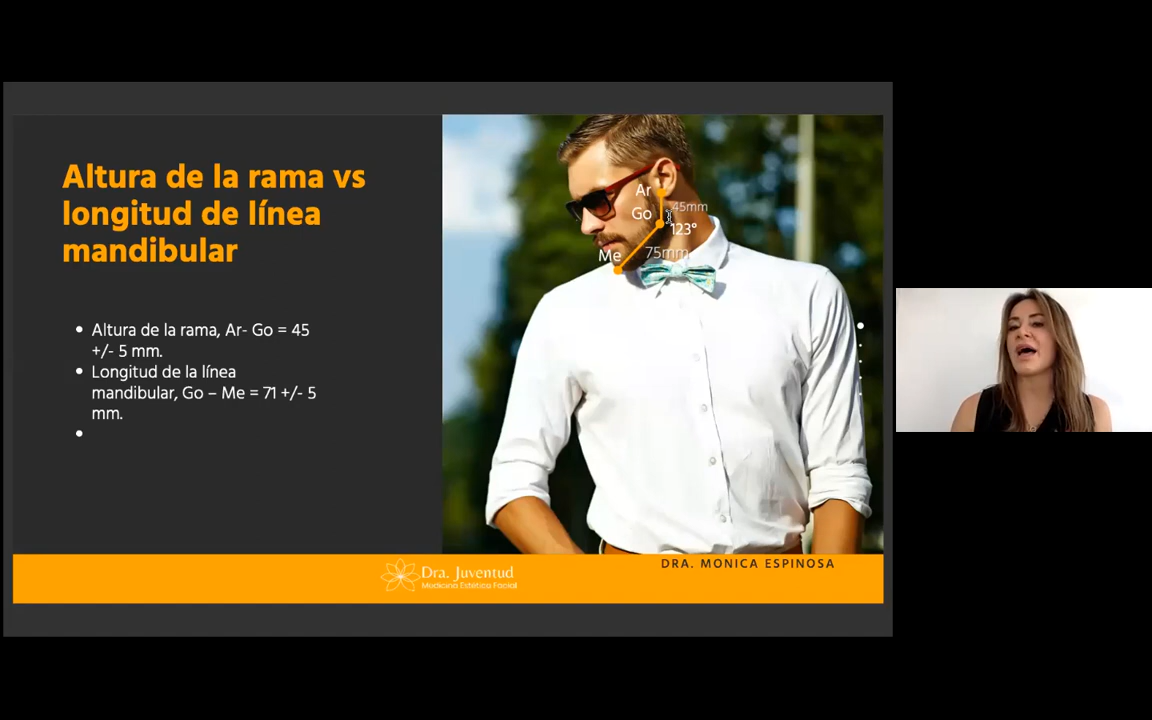 Altura de la rama vs
longitud de línea
mandibular
• Altura de la rama, Ar- Go = 45
+/- 5 mm.
• Longitud de la línea
mandibular, Go – Me = 71 +/- 5
mm.
•
Ar
45mm
Go
123°
Me
75mm
DRA. MONICA ESPINOSA
Dra. Juventud
Medicina Estética Facial